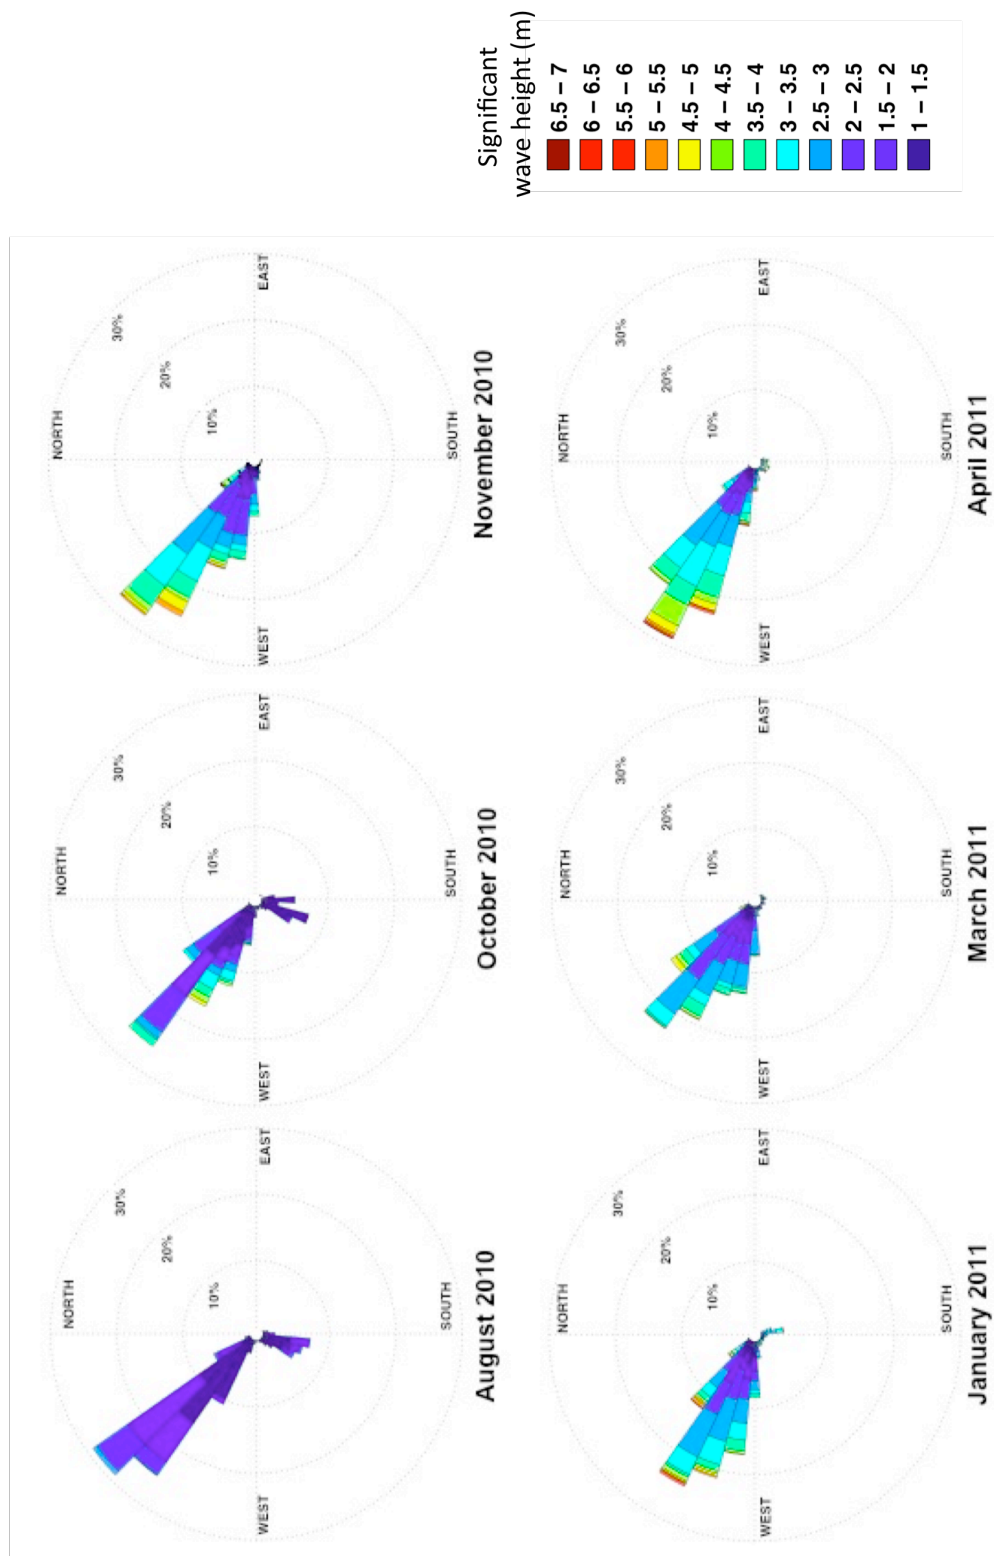 NORTH
30%
20%
10%
WEST
EAST
SOUTH
August 2010
NORTH
30%
20%
10%
WEST
EAST
SOUTH
October 2010
NORTH
30%
20%
10%
WEST
EAST
SOUTH
November 2010
NORTH
30%
20%
10%
WEST
EAST
SOUTH
January 2011
NORTH
30%
20%
10%
WEST
EAST
SOUTH
March 2011
NORTH
30%
20%
10%
WEST
EAST
SOUTH
April 2011
Significant
wave height (m)
6.5 – 7
6 – 6.5
5.5 – 6
5 – 5.5
4.5 – 5
4 – 4.5
3.5 – 4
3 – 3.5
2.5 – 3
2 – 2.5
1.5 – 2
1 – 1.5